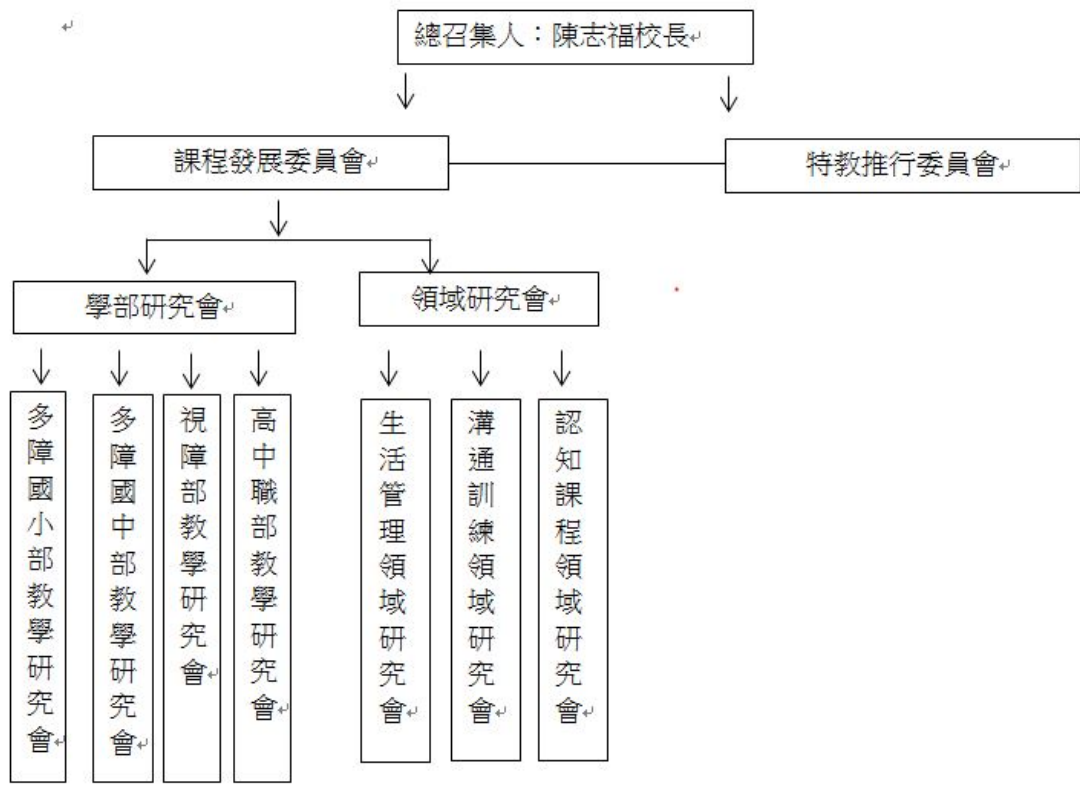 總召集人：陳志福校長
課程發展委員會
特教推行委員會
學部研究會
領域研究會
多障國小部教學研究會
多障國中部教學研究會
視障部教學研究會
高中職部教學研究會
生活管理領域研究會
溝通訓練領域研究會
認知課程領域研究會